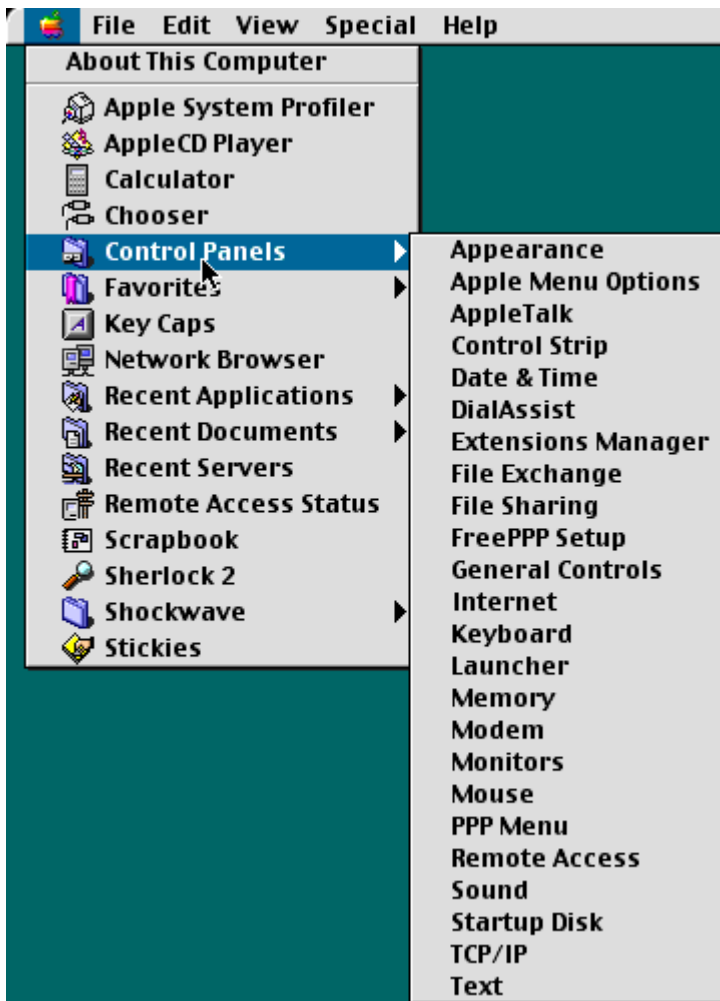 File Edit View Special Help
About This Computer
Apple System Profiler
AppleCD Player
Calculator
Chooser
Control Panels
Favorites
Key Caps
Network Browser
Recent Applications
Recent Documents
Recent Servers
Remote Access Status
Scrapbook
Sherlock 2
Shockwave
Stickies
Appearance
Apple Menu Options
AppleTalk
Control Strip
Date & Time
DialAssist
Extensions Manager
File Exchange
File Sharing
FreePPP Setup
General Controls
Internet
Keyboard
Launcher
Memory
Modem
Monitors
Mouse
PPP Menu
Remote Access
Sound
Startup Disk
TCP/IP
Text